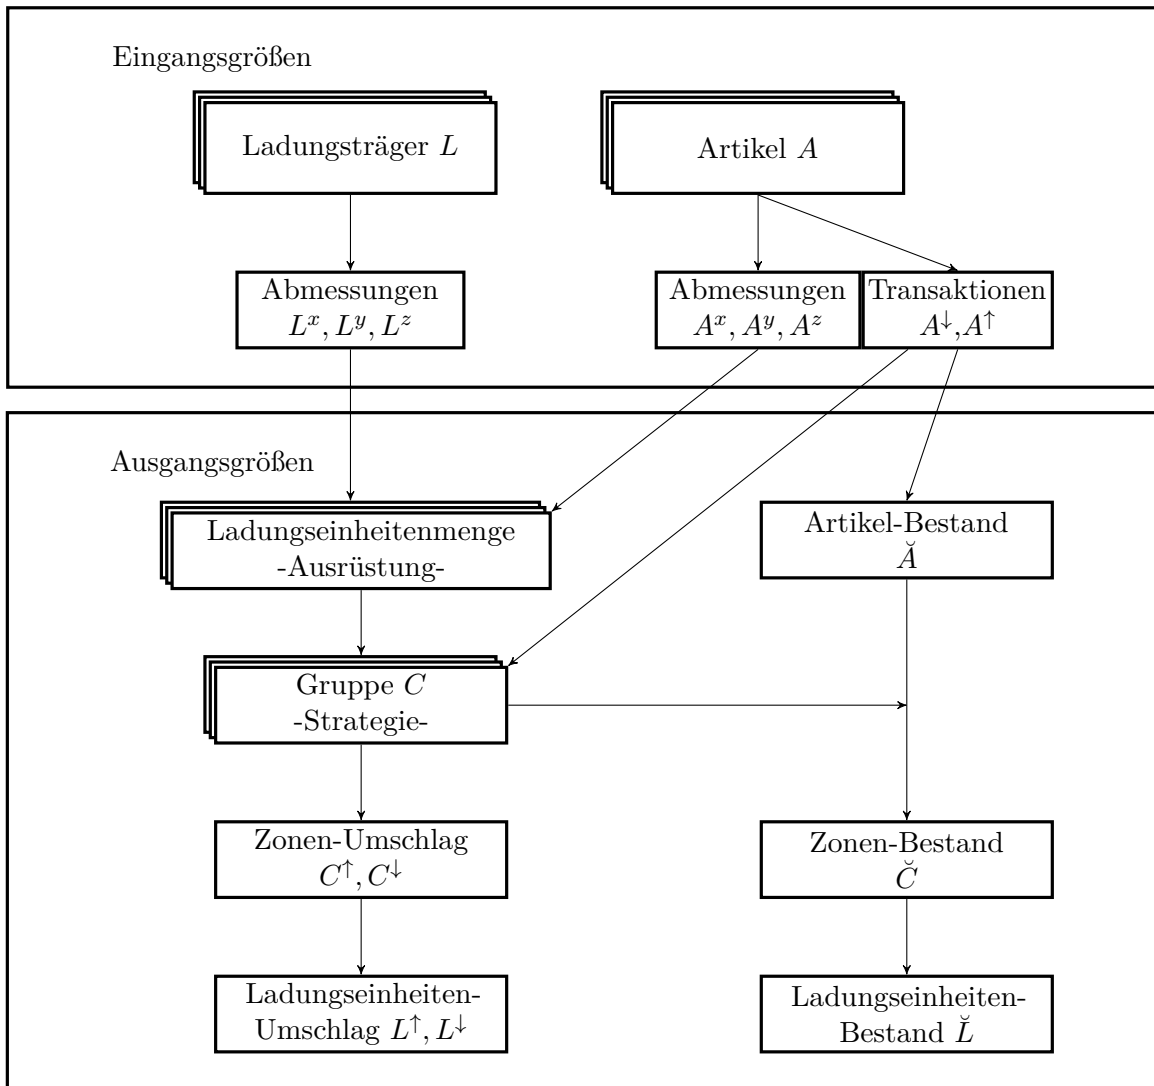 Eingangsgrößen
Ladungsträger L
Artikel A
Abmessungen
L^x, L^y, L^z
Abmessungen
A^x, A^y, A^z
Transaktionen
A^↓, A^↑
Ausgangsgrößen
Ladungseinheitenmenge
-Ausrüstung-
Artikel-Bestand
Ă
Gruppe C
-Strategie-
Zonen-Umschlag
C^↑, C^↓
Zonen-Bestand
C̆
Ladungseinheiten-
Umschlag L^↑, L^↓
Ladungseinheiten-
Bestand L̆